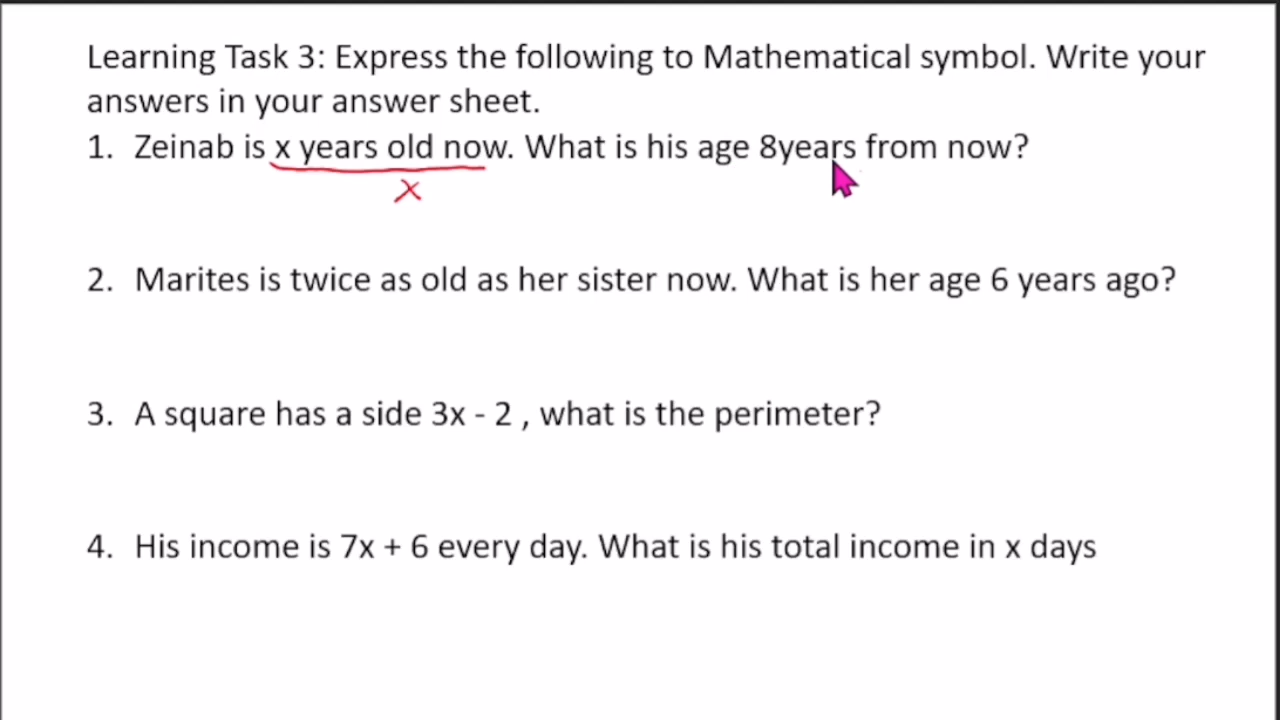 Learning Task 3: Express the following to Mathematical symbol. Write your
answers in your answer sheet.
1. Zeinab is x years old now. What is his age 8years from now?
x
2. Marites is twice as old as her sister now. What is her age 6 years ago?
3. A square has a side 3x - 2 , what is the perimeter?
4. His income is 7x + 6 every day. What is his total income in x days